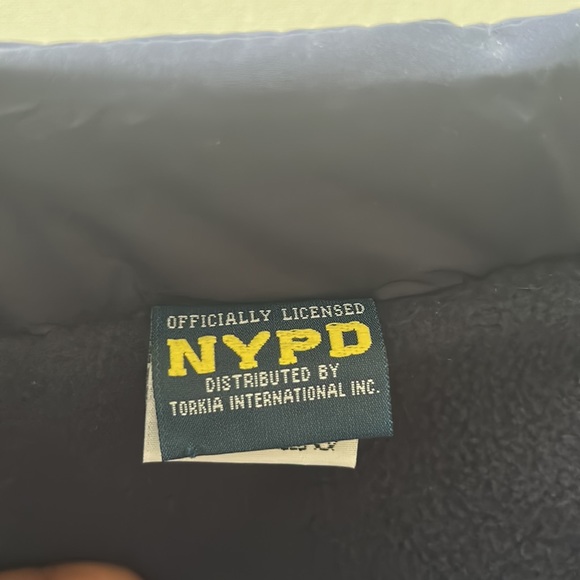 OFFICIALLY LICENSED
NYPD
DISTRIBUTED BY
TORKIA INTERNATIONAL INC.